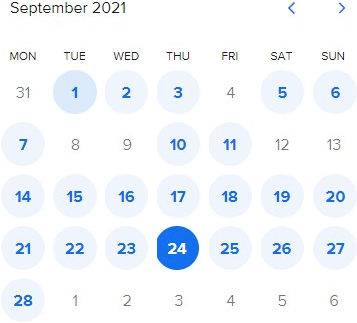 September 2021
MON TUE WED THU FRI SAT SUN
31 1 2 3 4 5 6
7 8 9 10 11 12 13
14 15 16 17 18 19 20
21 22 23 24 25 26 27
28 1 2 3 4 5 6